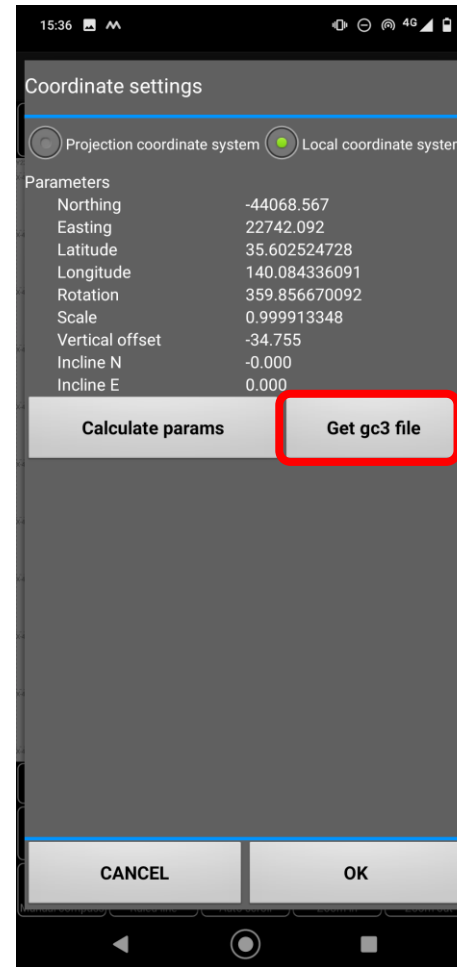 15:36 4G
Coordinate settings
Projection coordinate system Local coordinate system
Parameters
Northing -44068.567
Easting 22742.092
Latitude 35.602524728
Longitude 140.084336091
Rotation 359.856670092
Scale 0.999913348
Vertical offset -34.755
Incline N -0.000
Incline E 0.000
Calculate params Get gc3 file
CANCEL OK